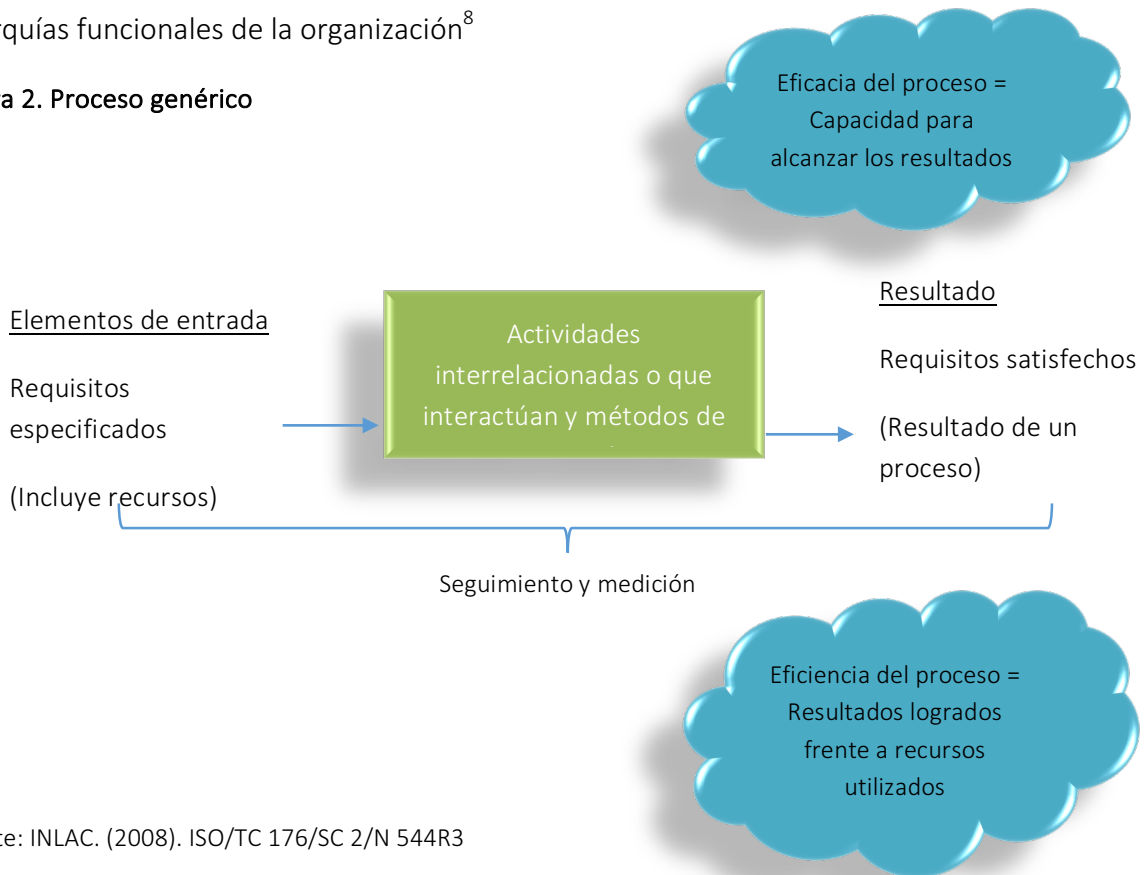 rquías funcionales de la organización8
a 2. Proceso genérico
Eficacia del proceso =
Capacidad para
alcanzar los resultados
Elementos de entrada
Requisitos
especificados
(Incluye recursos)
Actividades
interrelacionadas o que
interactúan y métodos de
Resultado
Requisitos satisfechos
(Resultado de un
proceso)
Seguimiento y medición
Eficiencia del proceso =
Resultados logrados
frente a recursos
utilizados
te: INLAC. (2008). ISO/TC 176/SC 2/N 544R3